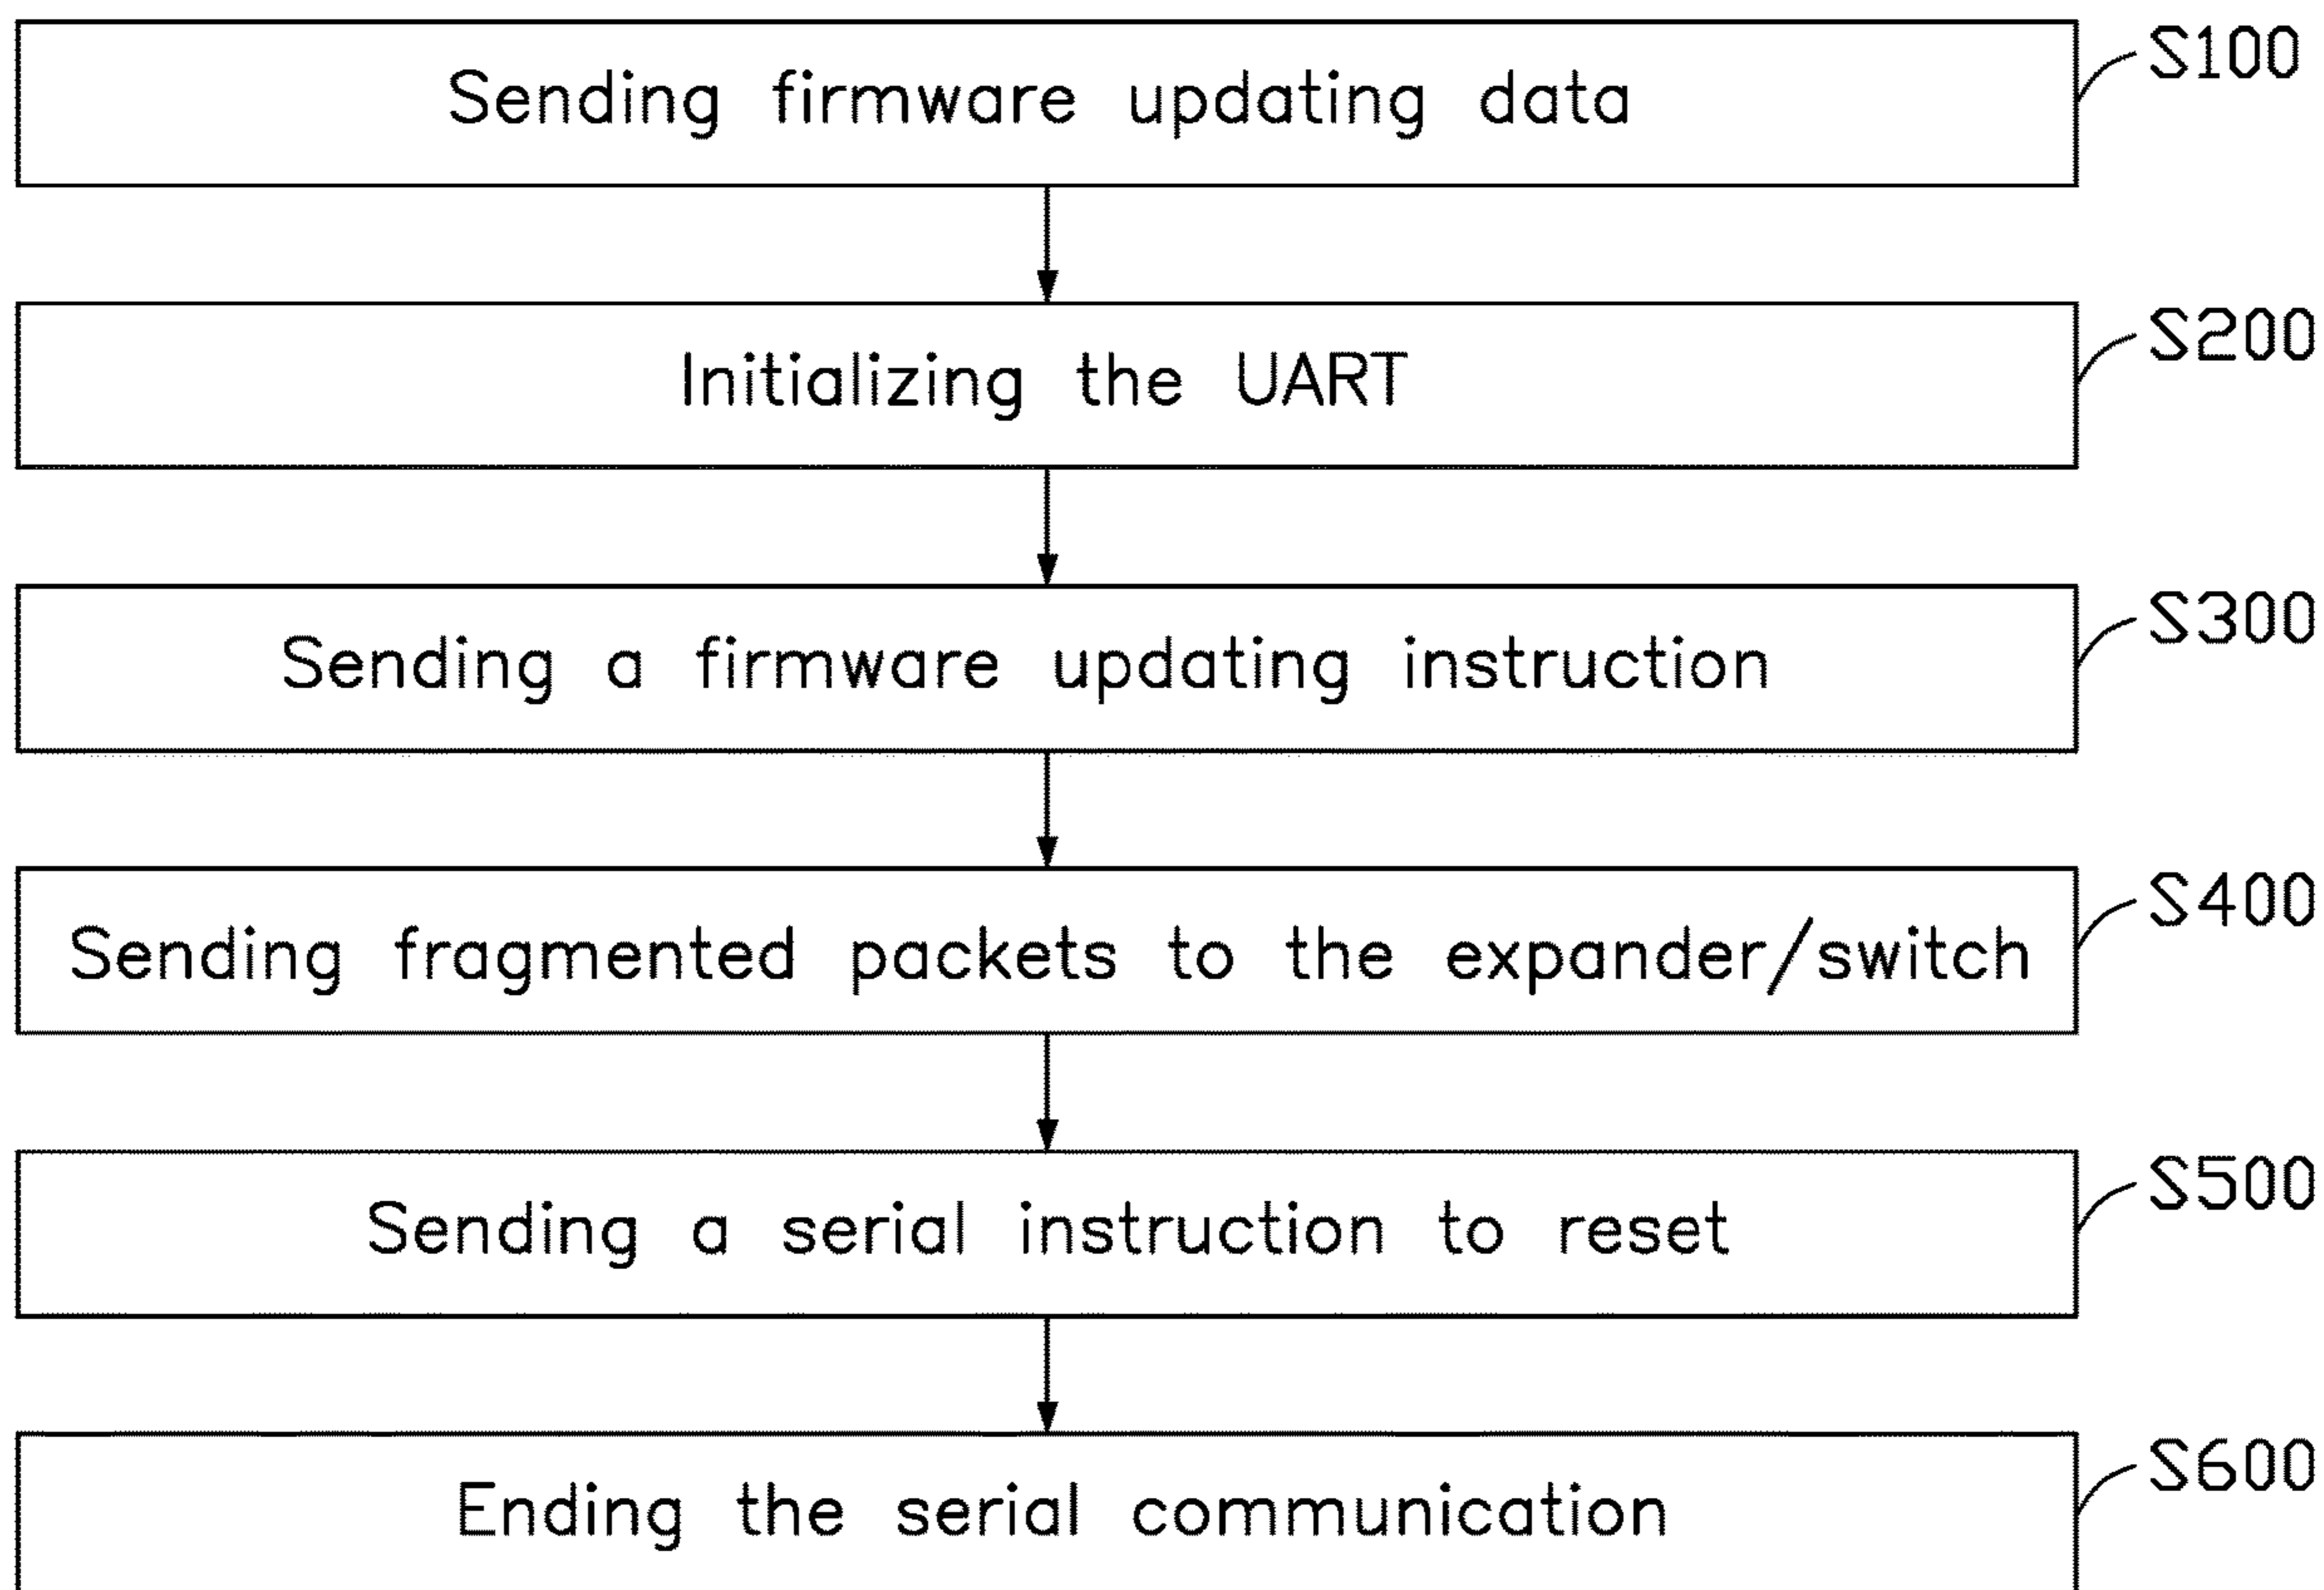 Sending firmware updating data
S100
Initializing the UART
S200
Sending a firmware updating instruction
S300
Sending fragmented packets to the expander/switch
S400
Sending a serial instruction to reset
S500
Ending the serial communication
S600